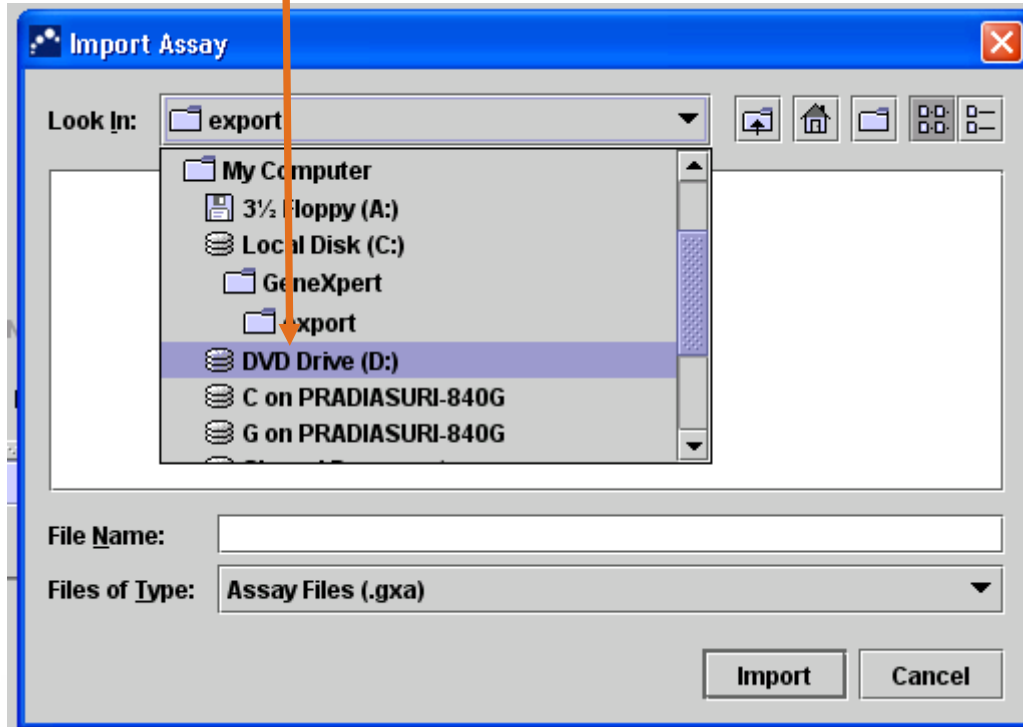 Import Assay
Look In: export
My Computer
3½ Floppy (A:)
Local Disk (C:)
GeneXpert
export
DVD Drive (D:)
C on PRADIASURI-840G
G on PRADIASURI-840G
File Name:
Files of Type: Assay Files (.gxa)
Import Cancel